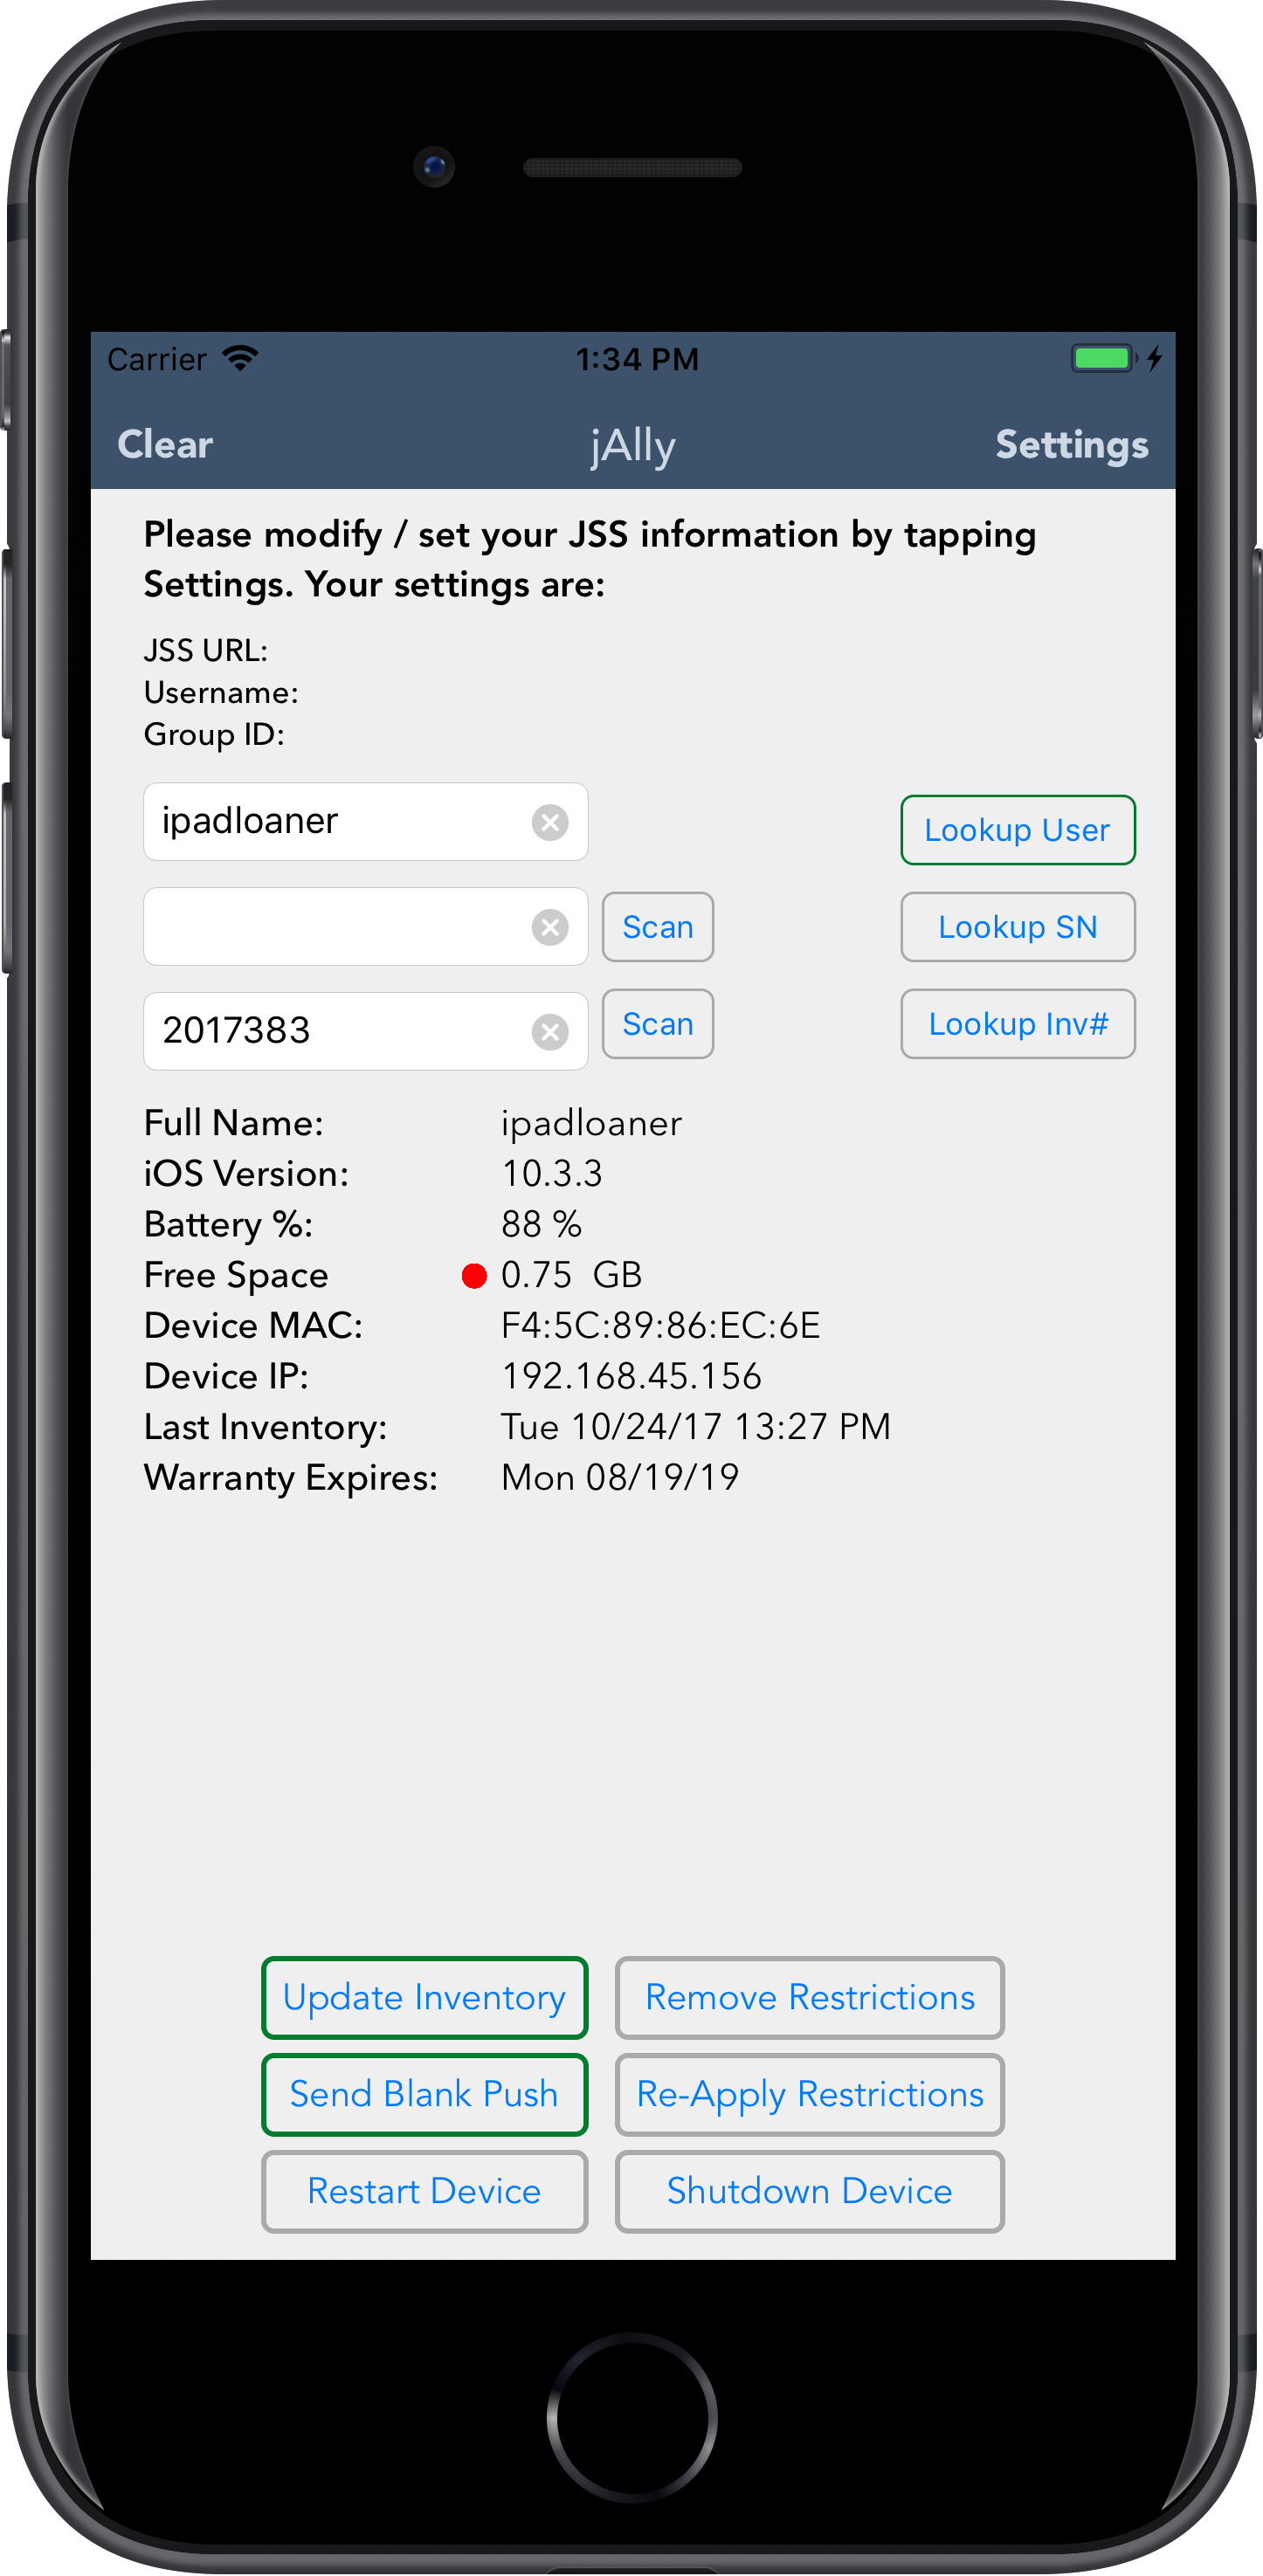 Carrier 1:34 PM
Clear jAlly Settings
Please modify / set your JSS information by tapping
Settings. Your settings are:
JSS URL:
Username:
Group ID:
ipadloaner Lookup User
Scan Lookup SN
2017383 Scan Lookup Inv#
Full Name: ipadloaner
iOS Version: 10.3.3
Battery %: 88 %
Free Space 0.75 GB
Device MAC: F4:5C:89:86:EC:6E
Device IP: 192.168.45.156
Last Inventory: Tue 10/24/17 13:27 PM
Warranty Expires: Mon 08/19/19
Update Inventory Remove Restrictions
Send Blank Push Re-Apply Restrictions
Restart Device Shutdown Device